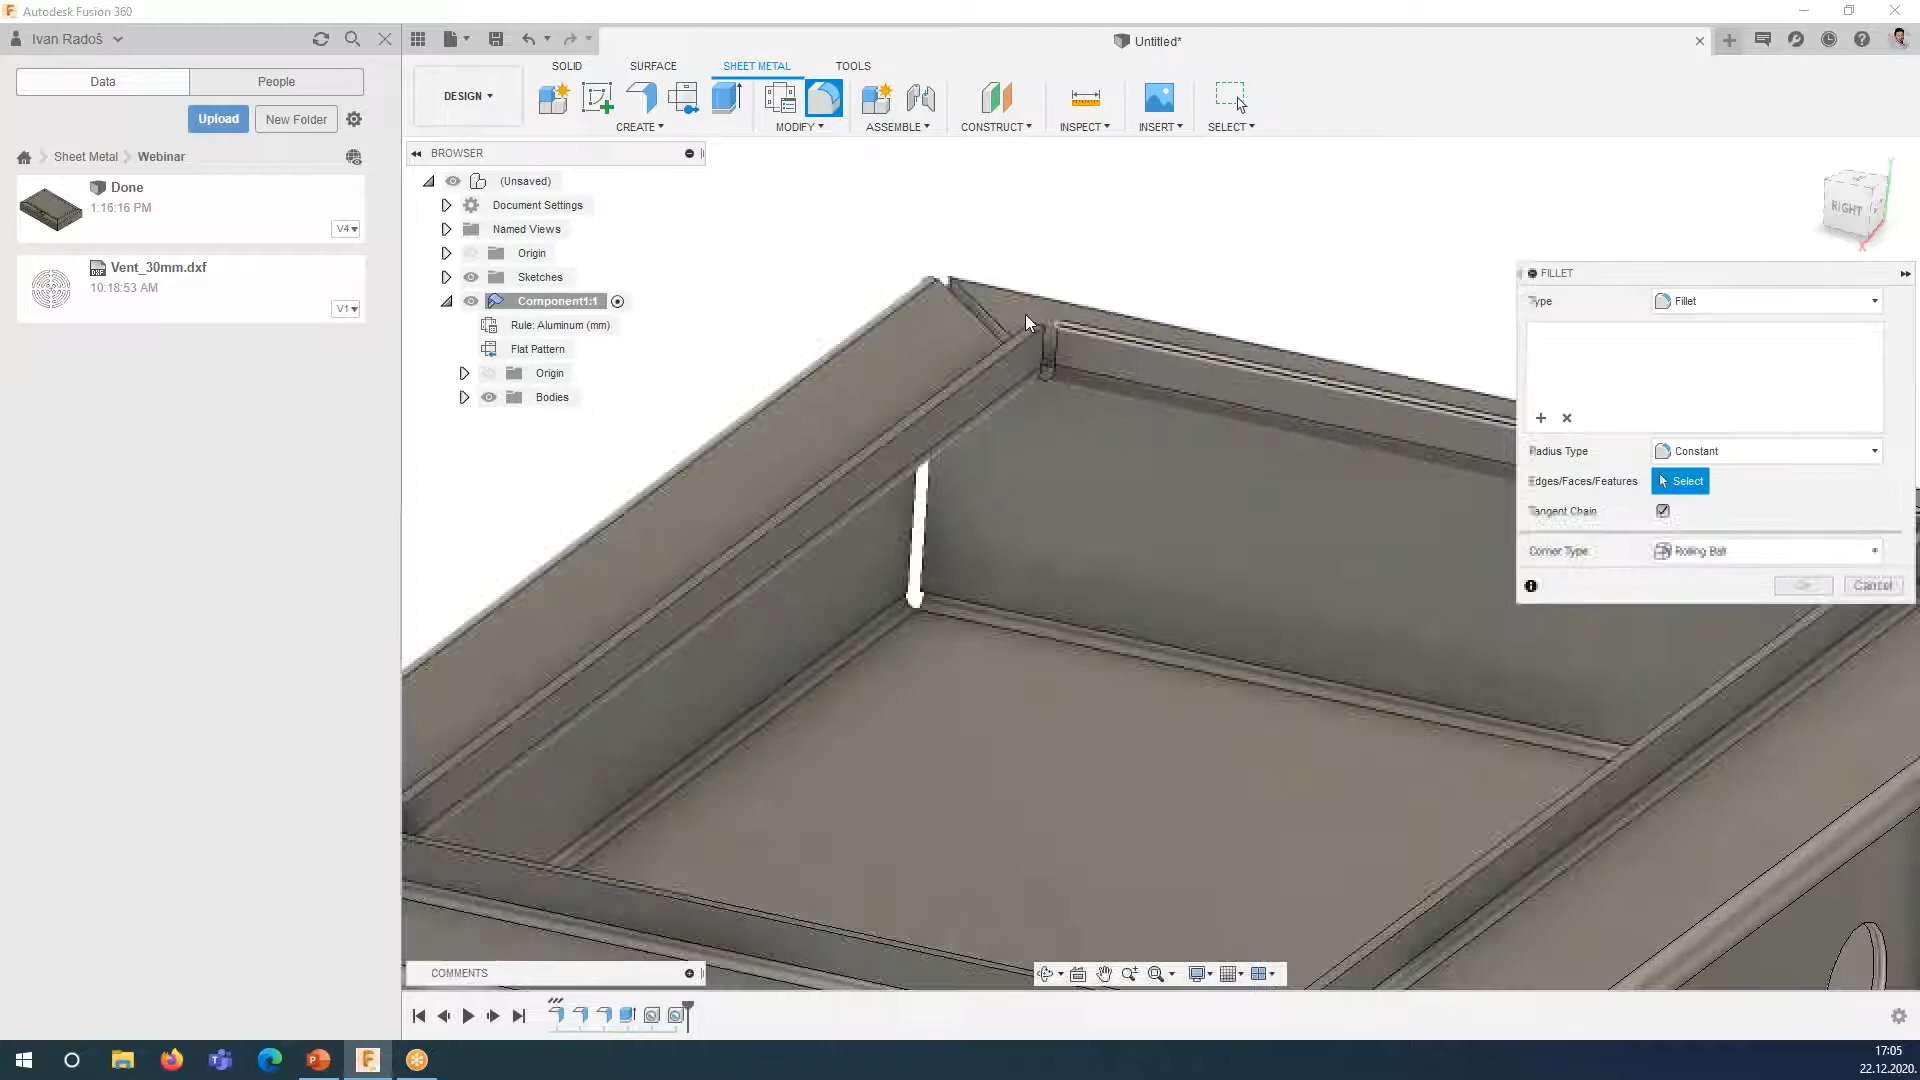 Autodesk Fusion 360
Ivan Radoš
Untitled*
Data
People
Upload
New Folder
Sheet Metal
Webinar
Done
1:16:16 PM
V4
Vent_30mm.dxf
10:18:53 AM
V1
DESIGN
SOLID
SURFACE
SHEET METAL
TOOLS
CREATE
MODIFY
ASSEMBLE
CONSTRUCT
INSPECT
INSERT
SELECT
BROWSER
(Unsaved)
Document Settings
Named Views
Origin
Sketches
Component1:1
Rule: Aluminum (mm)
Flat Pattern
Origin
Bodies
RIGHT
FILLET
Type
Fillet
Radius Type
Constant
Edges/Faces/Features
Select
Tangent Chain
Corner Type
Rolling Ball
Cancel
COMMENTS
17:05
22.12.2020.